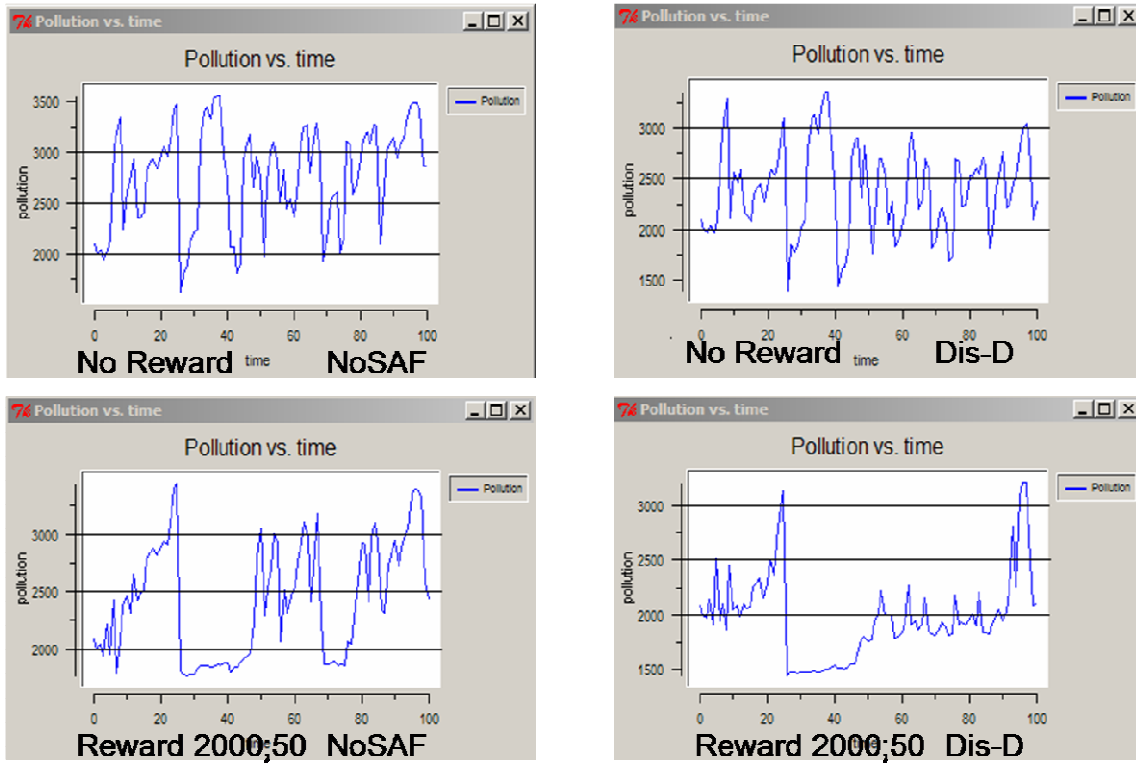 Pollution vs. time
Pollution vs. time
Pollution
3500
3000
2500
2000
pollution
0 20 40 60 80 100
time
No Reward NoSAF
Pollution vs. time
Pollution vs. time
Pollution
3000
2500
2000
1500
pollution
0 20 40 60 80 100
time
No Reward Dis-D
Pollution vs. time
Pollution vs. time
Pollution
3000
2500
2000
pollution
0 20 40 60 80 100
time
Reward 2000;50 NoSAF
Pollution vs. time
Pollution vs. time
Pollution
3000
2500
2000
1500
pollution
0 20 40 60 80 100
time
Reward 2000;50 Dis-D